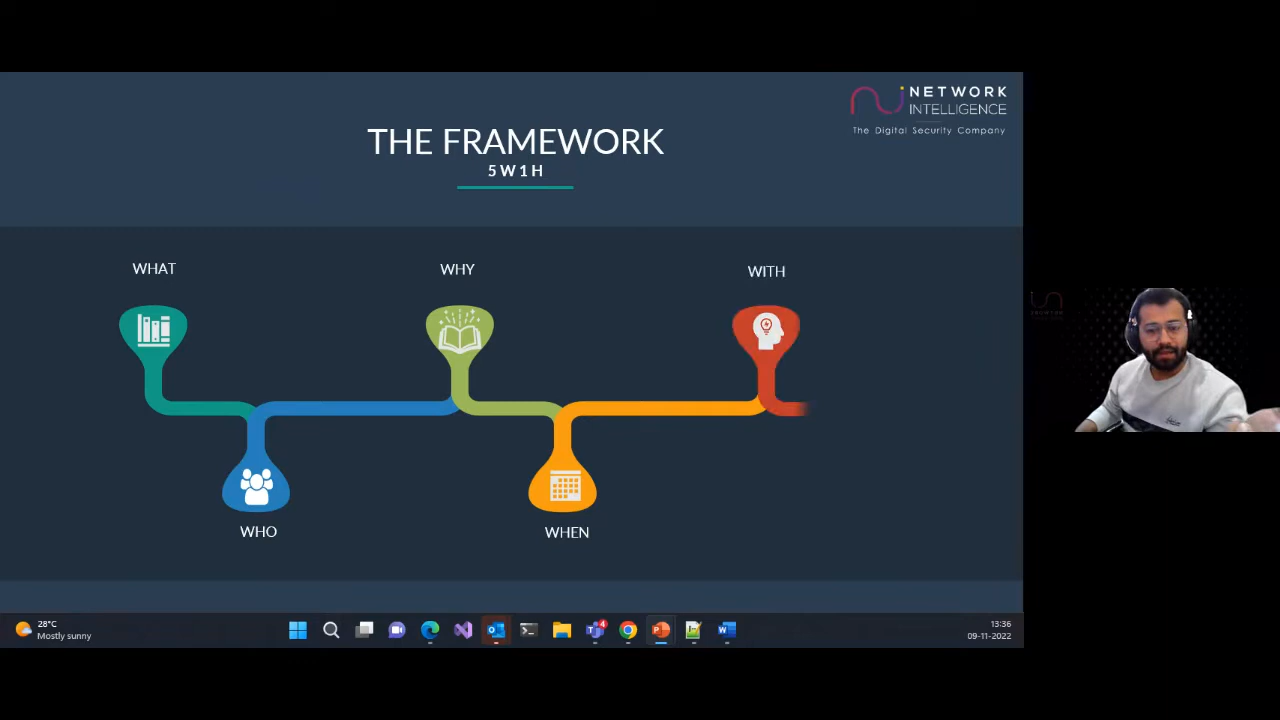 NETWORK
INTELLIGENCE
The Digital Security Company
THE FRAMEWORK
5W1H
WHAT
WHY
WITH
WHO
WHEN
28°C
Mostly sunny
4
13:36
09-11-2022